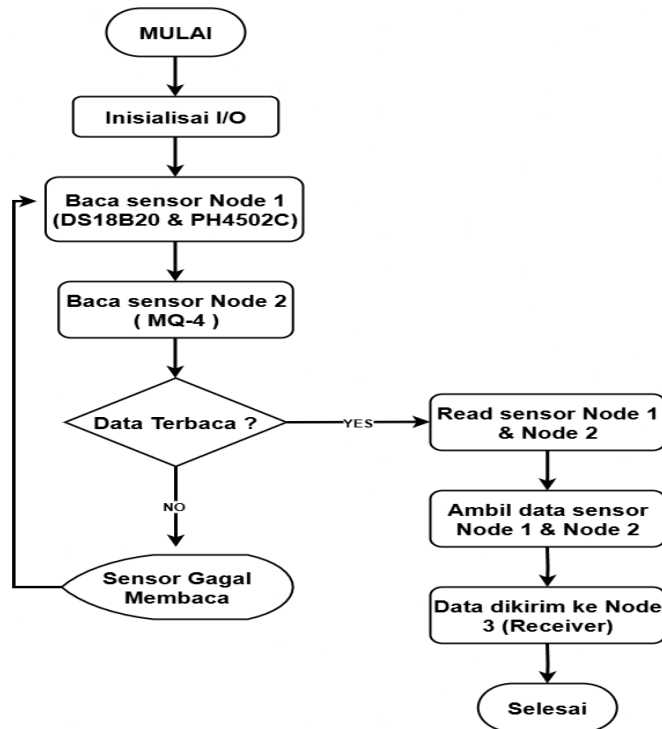 MULAI
Inisialisai I/O
Baca sensor Node 1
(DS18B20 & PH4502C)
Baca sensor Node 2
( MQ-4 )
Data Terbaca ?
YES
NO
Sensor Gagal
Membaca
Read sensor Node 1
& Node 2
Ambil data sensor
Node 1 & Node 2
Data dikirim ke Node
3 (Receiver)
Selesai